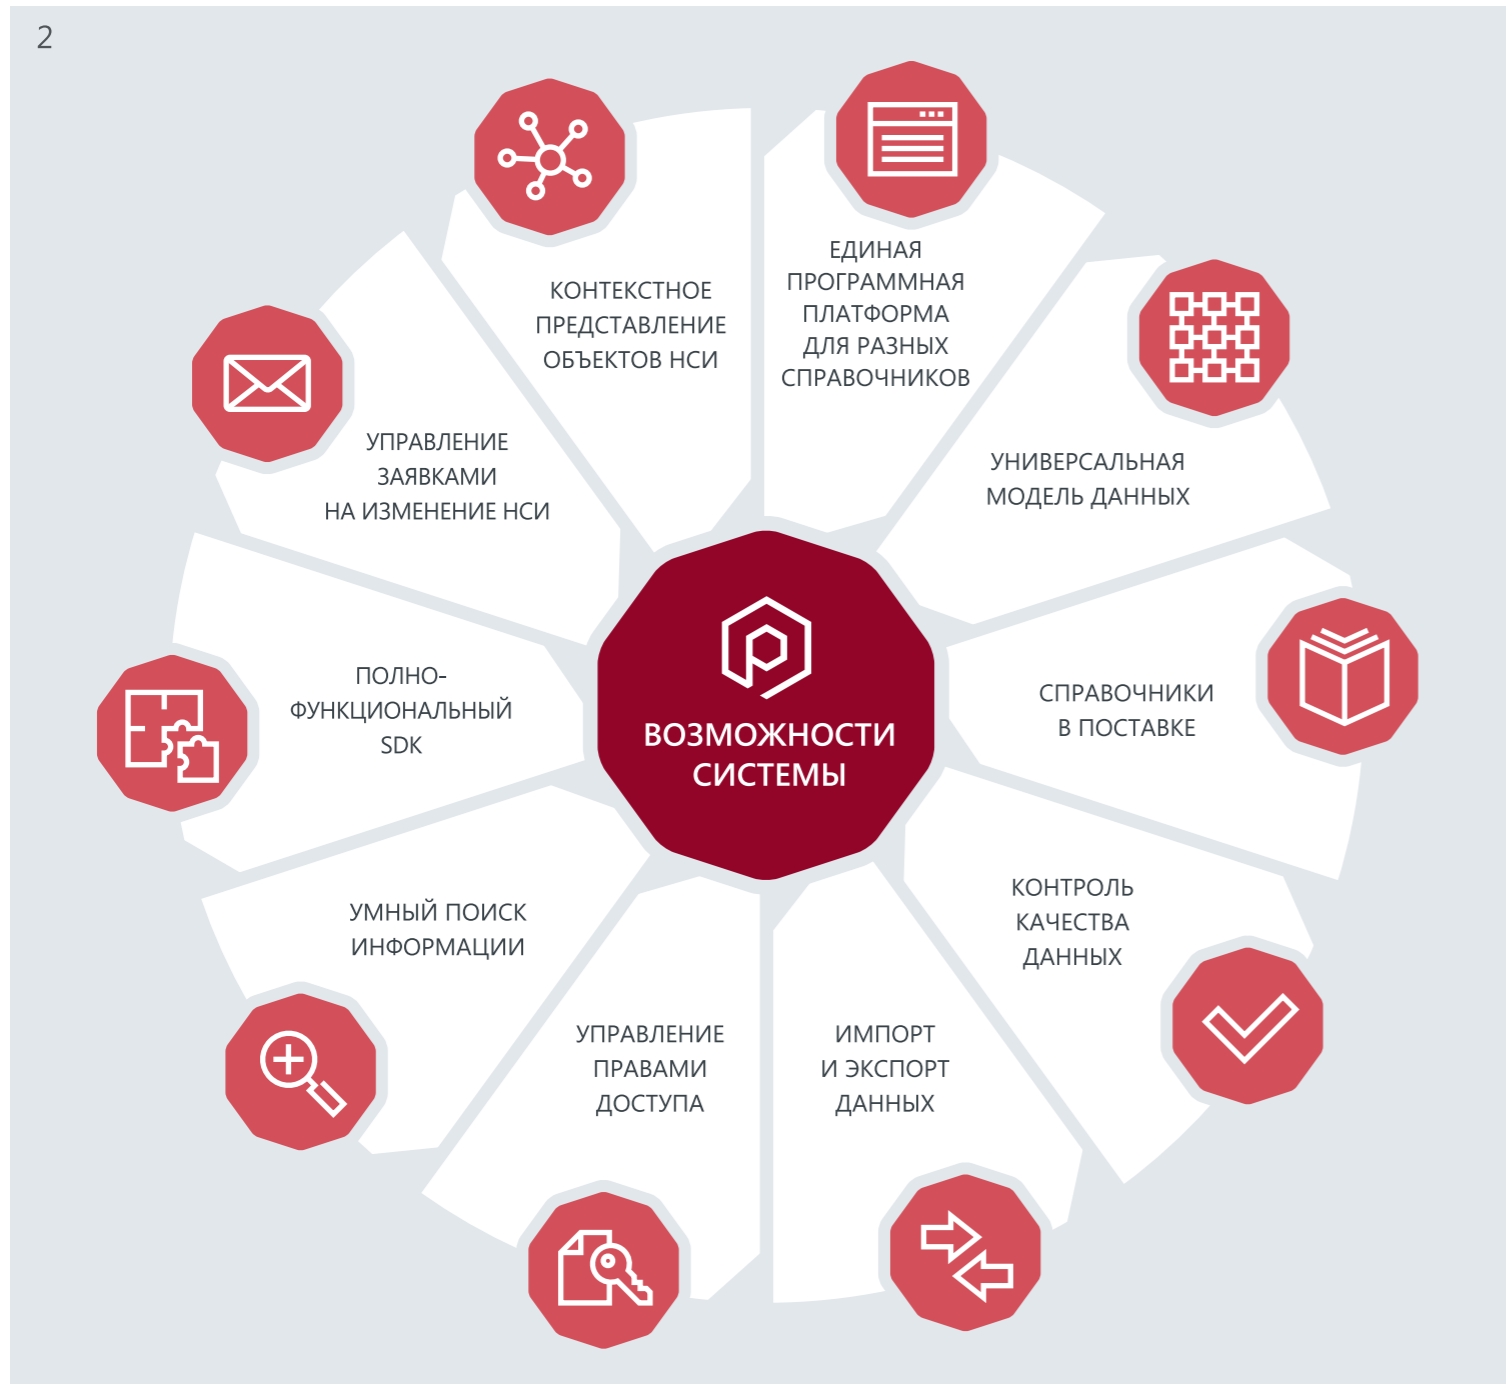 2
КОНТЕКСТНОЕ
ПРЕДСТАВЛЕНИЕ
ОБЪЕКТОВ НСИ
ЕДИНАЯ
ПРОГРАММНАЯ
ПЛАТФОРМА
ДЛЯ РАЗНЫХ
СПРАВОЧНИКОВ
УНИВЕРСАЛЬНАЯ
МОДЕЛЬ ДАННЫХ
СПРАВОЧНИКИ
В ПОСТАВКЕ
КОНТРОЛЬ
КАЧЕСТВА
ДАННЫХ
ИМПОРТ
И ЭКСПОРТ
ДАННЫХ
УПРАВЛЕНИЕ
ПРАВАМИ
ДОСТУПА
УМНЫЙ ПОИСК
ИНФОРМАЦИИ
ПОЛНО-
ФУНКЦИОНАЛЬНЫЙ
SDK
УПРАВЛЕНИЕ
ЗАЯВКАМИ
НА ИЗМЕНЕНИЕ НСИ
ВОЗМОЖНОСТИ
СИСТЕМЫ